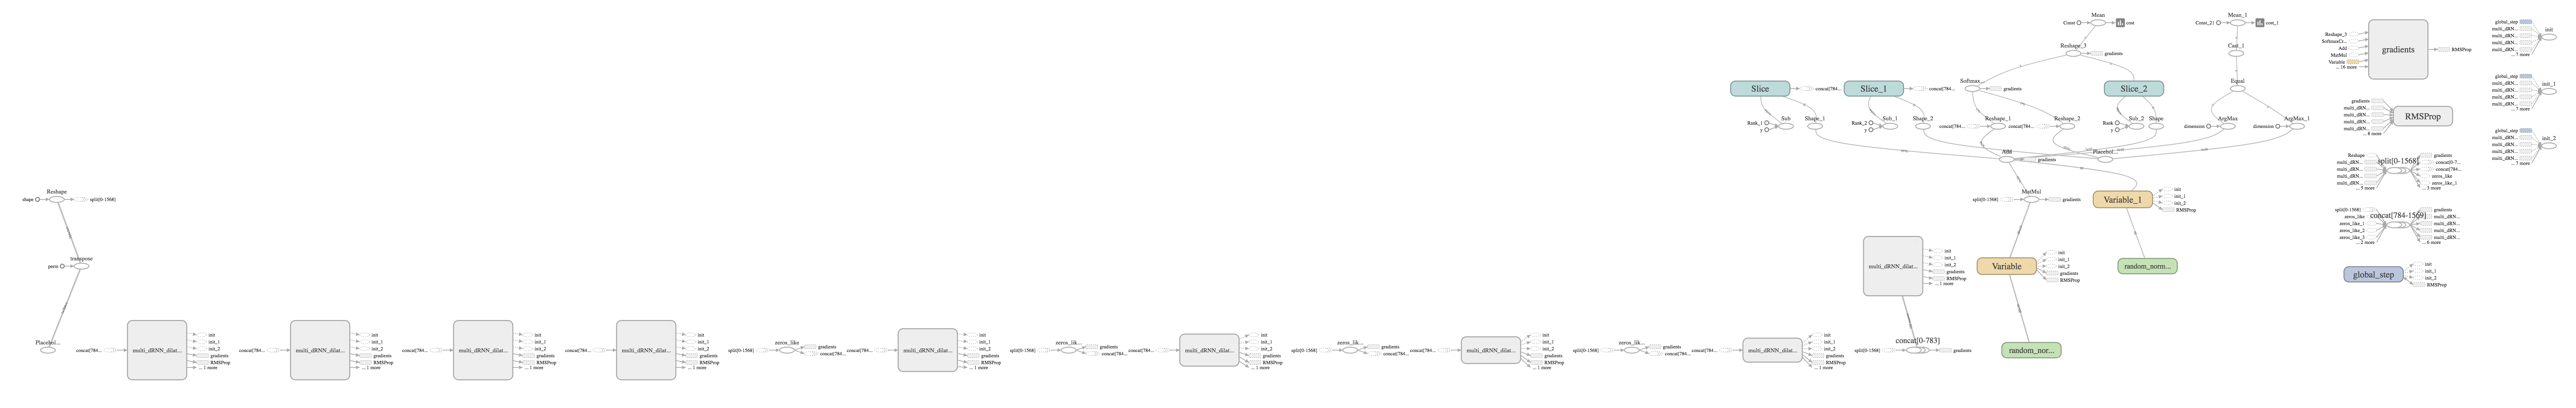 Mean
Const
cost
Mean_1
Const_21
cost_1
Reshape_3
gradients
Cast_1
Slice
concat[784...
Slice_1
concat[784...
Softmax...
gradients
Slice_2
Equal
Rank_1
y
Sub
Shape_1
Rank_2
y
Sub_1
Shape_2
concat[784...
Reshape_1
concat[784...
Reshape_2
Rank
y
Sub_2
Shape
dimension
ArgMax
dimension
ArgMax_1
Add
gradients
Placehol...
MatMul
split[0-1568]
gradients
Variable_1
init
init_1
init_2
RMSProp
multi_dRNN_dilat...
init
init_1
init_2
gradients
RMSProp
... 1 more
Variable
init
init_1
init_2
gradients
RMSProp
random_norm...
random_nor...
Reshape
shape
split[0-1568]
transpose
perm
Placehol...
concat[784...
multi_dRNN_dilat...
init
init_1
init_2
gradients
RMSProp
... 1 more
concat[784...
multi_dRNN_dilat...
init
init_1
init_2
gradients
RMSProp
... 1 more
concat[784...
multi_dRNN_dilat...
init
init_1
init_2
gradients
RMSProp
... 1 more
concat[784...
multi_dRNN_dilat...
init
init_1
init_2
gradients
RMSProp
... 1 more
split[0-1568]
zeros_like
gradients
concat[784...
concat[784...
multi_dRNN_dilat...
init
init_1
init_2
gradients
RMSProp
... 1 more
split[0-1568]
zeros_lik...
gradients
concat[784...
concat[784...
multi_dRNN_dilat...
init
init_1
init_2
gradients
RMSProp
... 1 more
split[0-1568]
zeros_lik...
gradients
concat[784...
concat[784...
multi_dRNN_dilat...
init
init_1
init_2
gradients
RMSProp
... 1 more
split[0-1568]
zeros_lik...
gradients
concat[784...
concat[784...
multi_dRNN_dilat...
init
init_1
init_2
gradients
RMSProp
... 1 more
split[0-1568]
concat[0-783]
gradients
Reshape_3
SoftmaxCr...
Add
MatMul
Variable
... 16 more
gradients
RMSProp
gradients
multi_dRN...
multi_dRN...
multi_dRN...
multi_dRN...
... 8 more
RMSProp
split[0-1568]
Reshape
multi_dRN...
multi_dRN...
multi_dRN...
multi_dRN...
... 5 more
gradients
concat[0-7...
concat[784...
zeros_like
zeros_like_1
... 3 more
concat[784-1569]
split[0-1568]
zeros_like
zeros_like_1
zeros_like_2
zeros_like_3
... 2 more
gradients
multi_dRN...
multi_dRN...
multi_dRN...
multi_dRN...
... 6 more
global_step
init
init_1
init_2
RMSProp
global_step
multi_dRN...
multi_dRN...
multi_dRN...
multi_dRN...
... 7 more
init
global_step
multi_dRN...
multi_dRN...
multi_dRN...
multi_dRN...
... 7 more
init_1
global_step
multi_dRN...
multi_dRN...
multi_dRN...
multi_dRN...
... 7 more
init_2